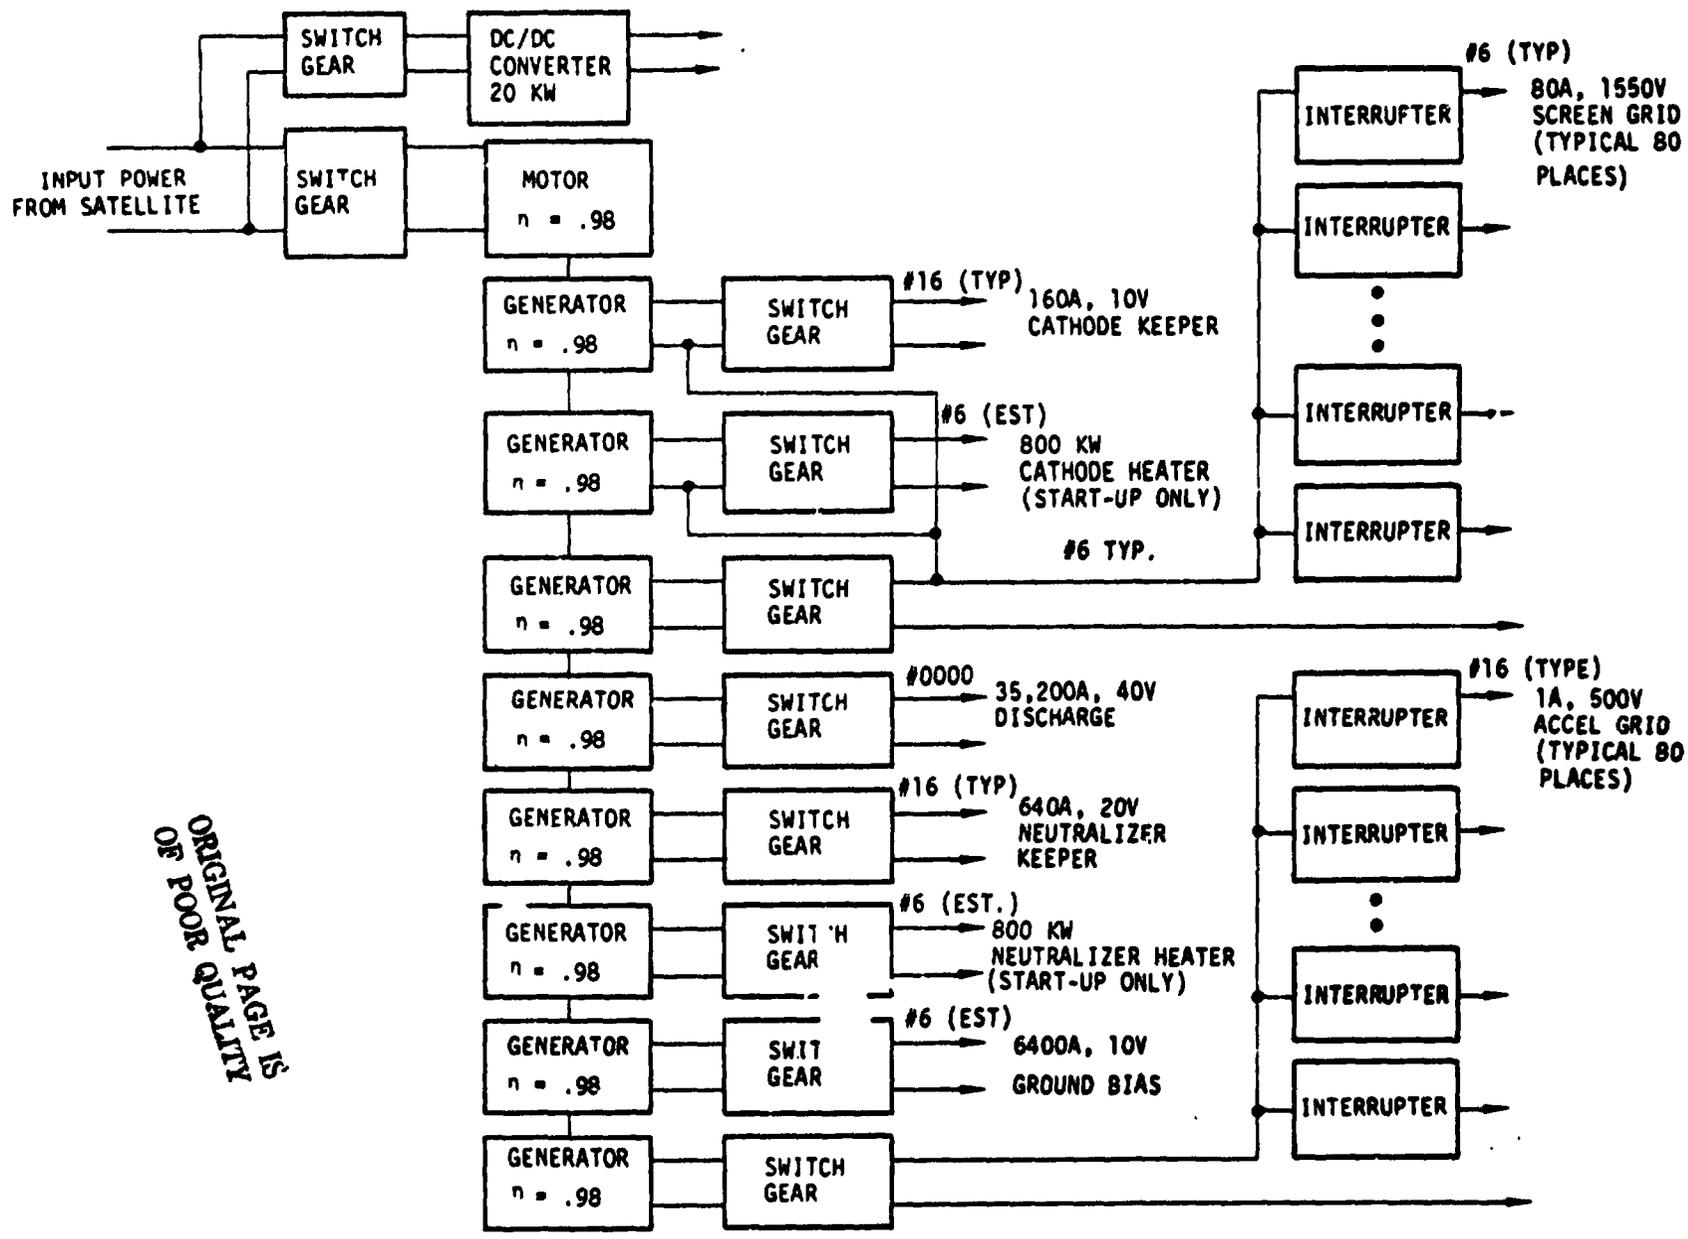 SWITCH
GEAR
DC/DC
CONVERTER
20 KW
INPUT POWER
FROM SATELLITE
SWITCH
GEAR
MOTOR
n = .98
GENERATOR
n = .98
SWITCH
GEAR
#16 (TYP)
160A, 10V
CATHODE KEEPER
GENERATOR
n = .98
SWITCH
GEAR
#6 (EST)
800 KW
CATHODE HEATER
(START-UP ONLY)
GENERATOR
n = .98
SWITCH
GEAR
#6 TYP.
GENERATOR
n = .98
SWITCH
GEAR
#0000
35,200A, 40V
DISCHARGE
GENERATOR
n = .98
SWITCH
GEAR
#16 (TYP)
640A, 20V
NEUTRALIZER
KEEPER
GENERATOR
n = .98
SWIT'H
GEAR
#6 (EST.)
800 KW
NEUTRALIZER HEATER
(START-UP ONLY)
GENERATOR
n = .98
SWIT
GEAR
#6 (EST)
6400A, 10V
GROUND BIAS
GENERATOR
n = .98
SWITCH
GEAR
INTERRUFTER
#6 (TYP)
80A, 1550V
SCREEN GRID
(TYPICAL 80
PLACES)
INTERRUPTER
INTERRUPTER
INTERRUPTER
INTERRUPTER
#16 (TYPE)
1A, 500V
ACCEL GRID
(TYPICAL 80
PLACES)
INTERRUPTER
INTERRUPTER
INTERRUPTER
ORIGINAL PAGE IS
OF POOR QUALITY